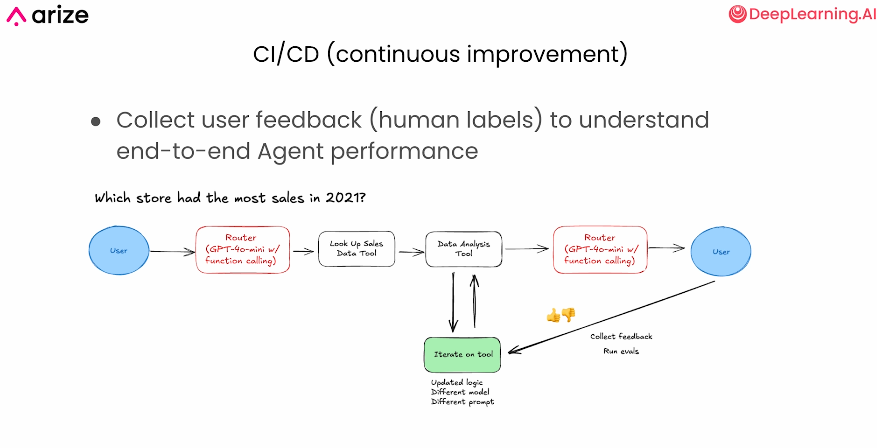 arize
DeepLearning.AI
CI/CD (continuous improvement)
● Collect user feedback (human labels) to understand
end-to-end Agent performance
Which store had the most sales in 2021?
User
Router
(GPT-4o-mini w/
function calling)
Look Up Sales
Data Tool
Data Analysis
Tool
Router
(GPT-4o-mini w/
function calling)
User
Collect feedback
Run evals
Iterate on tool
Updated logic
Different model
Different prompt